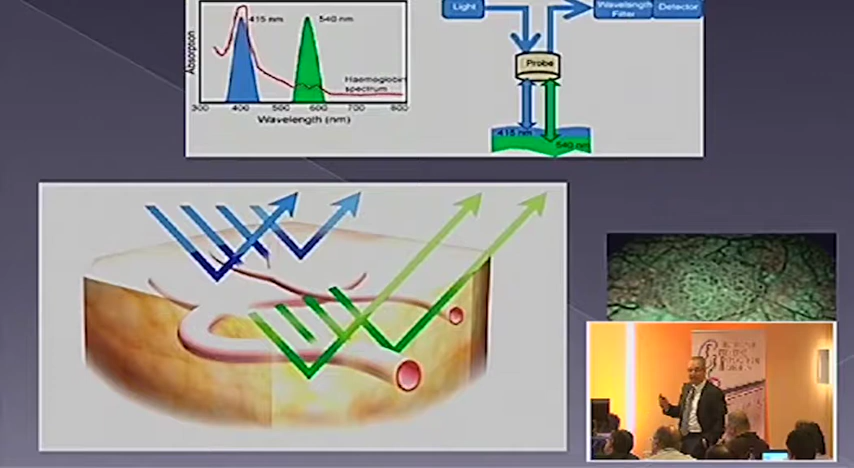 415 nm
540 nm
Absorption
Haemoglobin
spectrum
300 400 500 600 700 800
Wavelength (nm)
Light
Wavelength
Filter
Detector
Probe
415 nm
540 nm